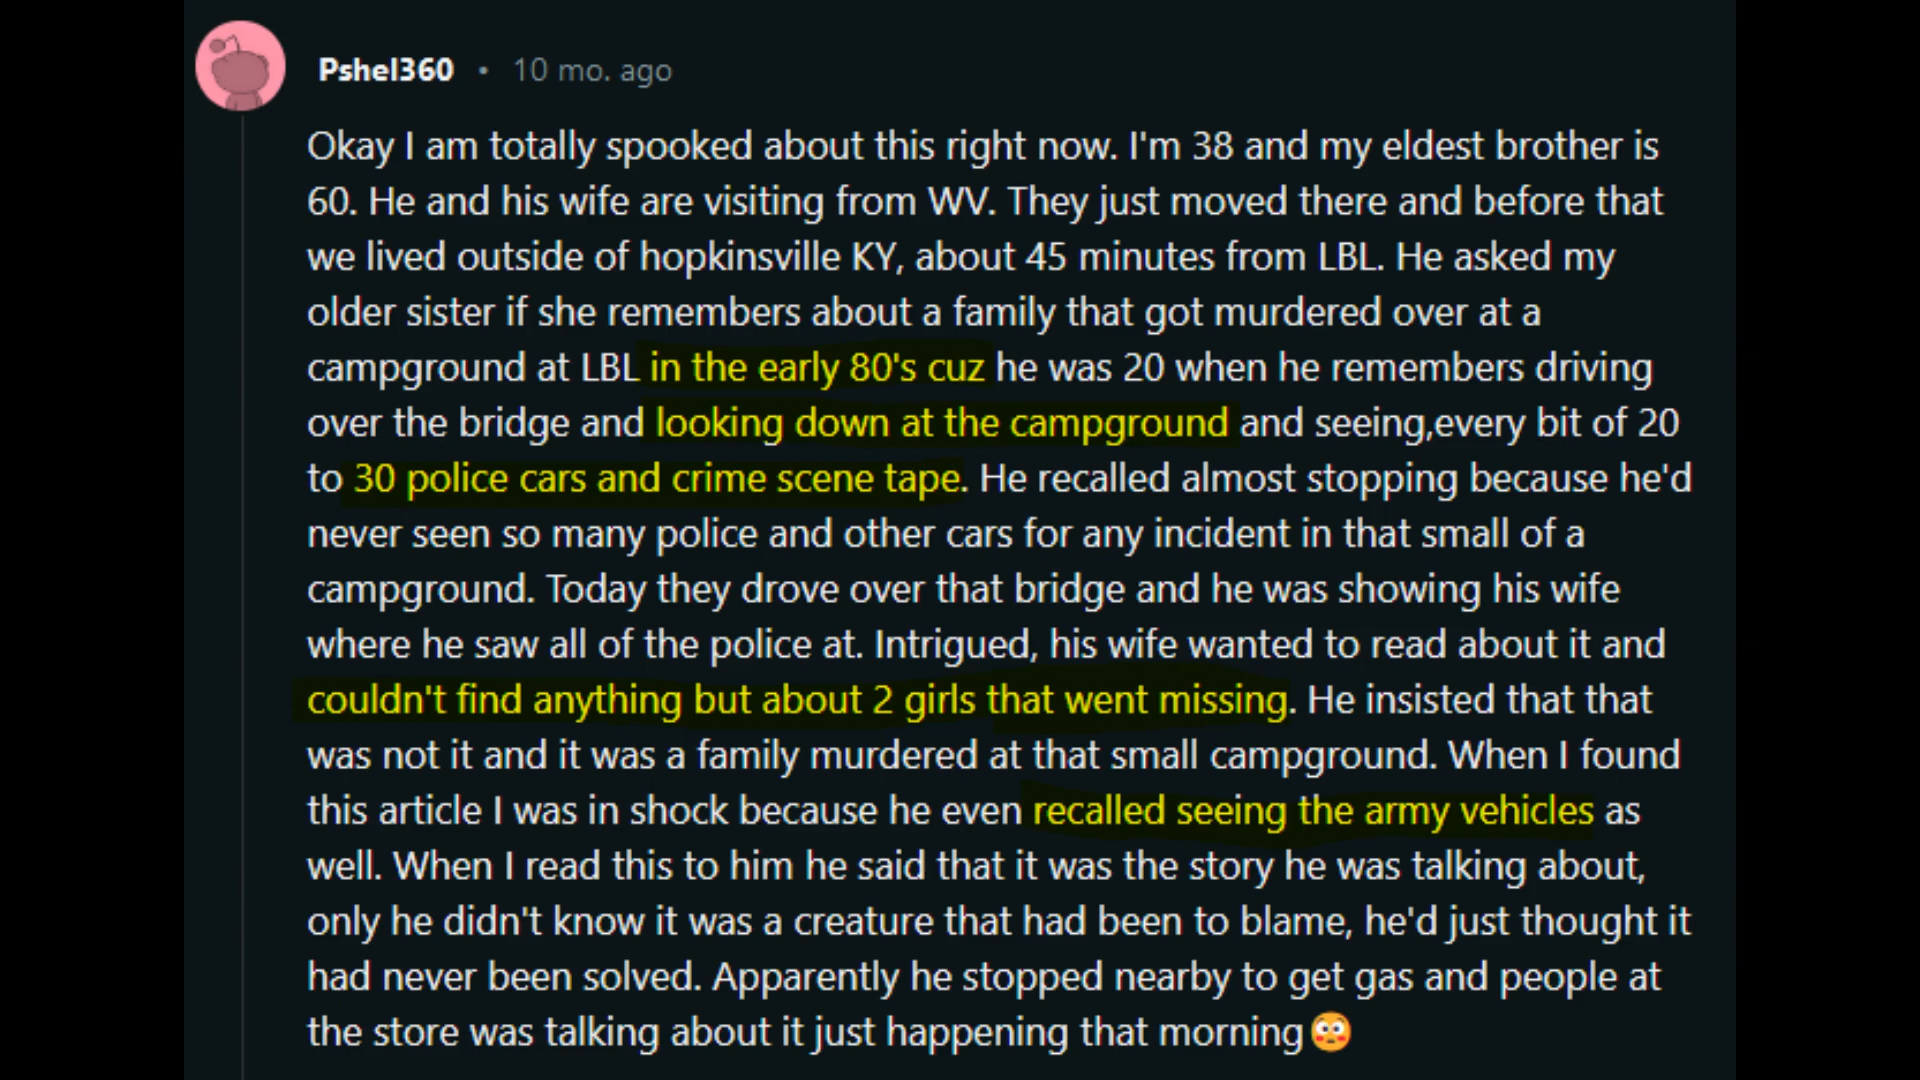 Pshel360 • 10 mo. ago
Okay I am totally spooked about this right now. I'm 38 and my eldest brother is
60. He and his wife are visiting from WV. They just moved there and before that
we lived outside of hopkinsville KY, about 45 minutes from LBL. He asked my
older sister if she remembers about a family that got murdered over at a
campground at LBL in the early 80's cuz he was 20 when he remembers driving
over the bridge and looking down at the campground and seeing,every bit of 20
to 30 police cars and crime scene tape. He recalled almost stopping because he'd
never seen so many police and other cars for any incident in that small of a
campground. Today they drove over that bridge and he was showing his wife
where he saw all of the police at. Intrigued, his wife wanted to read about it and
couldn't find anything but about 2 girls that went missing. He insisted that that
was not it and it was a family murdered at that small campground. When I found
this article I was in shock because he even recalled seeing the army vehicles as
well. When I read this to him he said that it was the story he was talking about,
only he didn't know it was a creature that had been to blame, he'd just thought it
had never been solved. Apparently he stopped nearby to get gas and people at
the store was talking about it just happening that morning😳